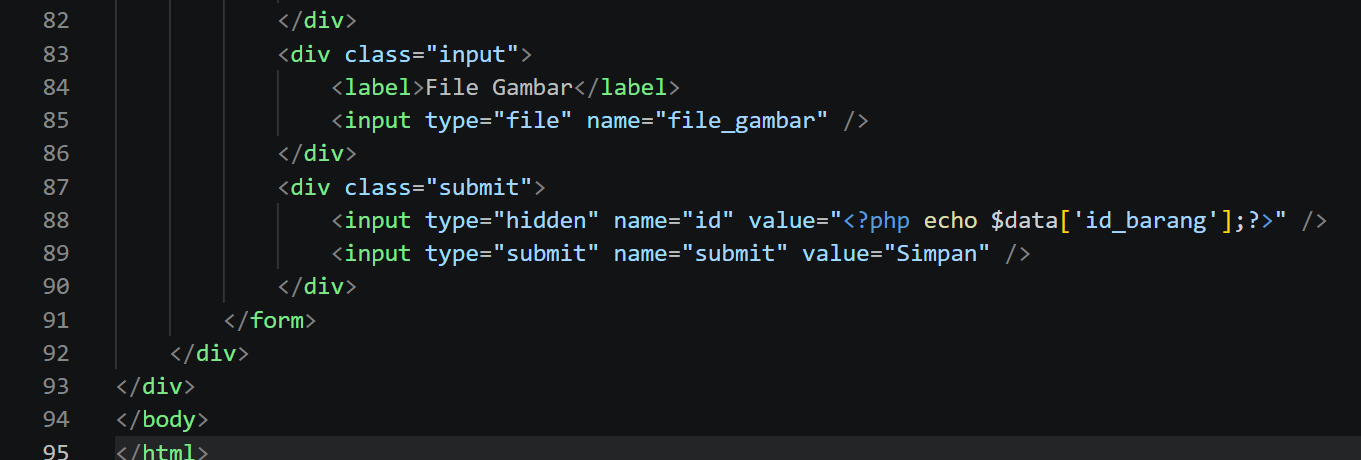 82 </div>
83 <div class="input">
84 <label>File Gambar</label>
85 <input type="file" name="file_gambar" />
86 </div>
87 <div class="submit">
88 <input type="hidden" name="id" value="<?php echo $data['id_barang'];?>" />
89 <input type="submit" name="submit" value="Simpan" />
90 </div>
91 </form>
92 </div>
93 </div>
94 </body>
95 </html>